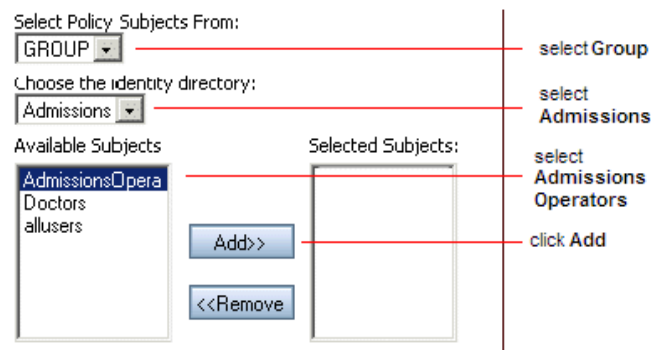 Select Policy Subjects From:
GROUP
select Group
Choose the identity directory:
Admissions
select
Admissions
Available Subjects
Selected Subjects:
AdmissionsOpera
Doctors
allusers
select
Admissions
Operators
Add>>
click Add
<<Remove